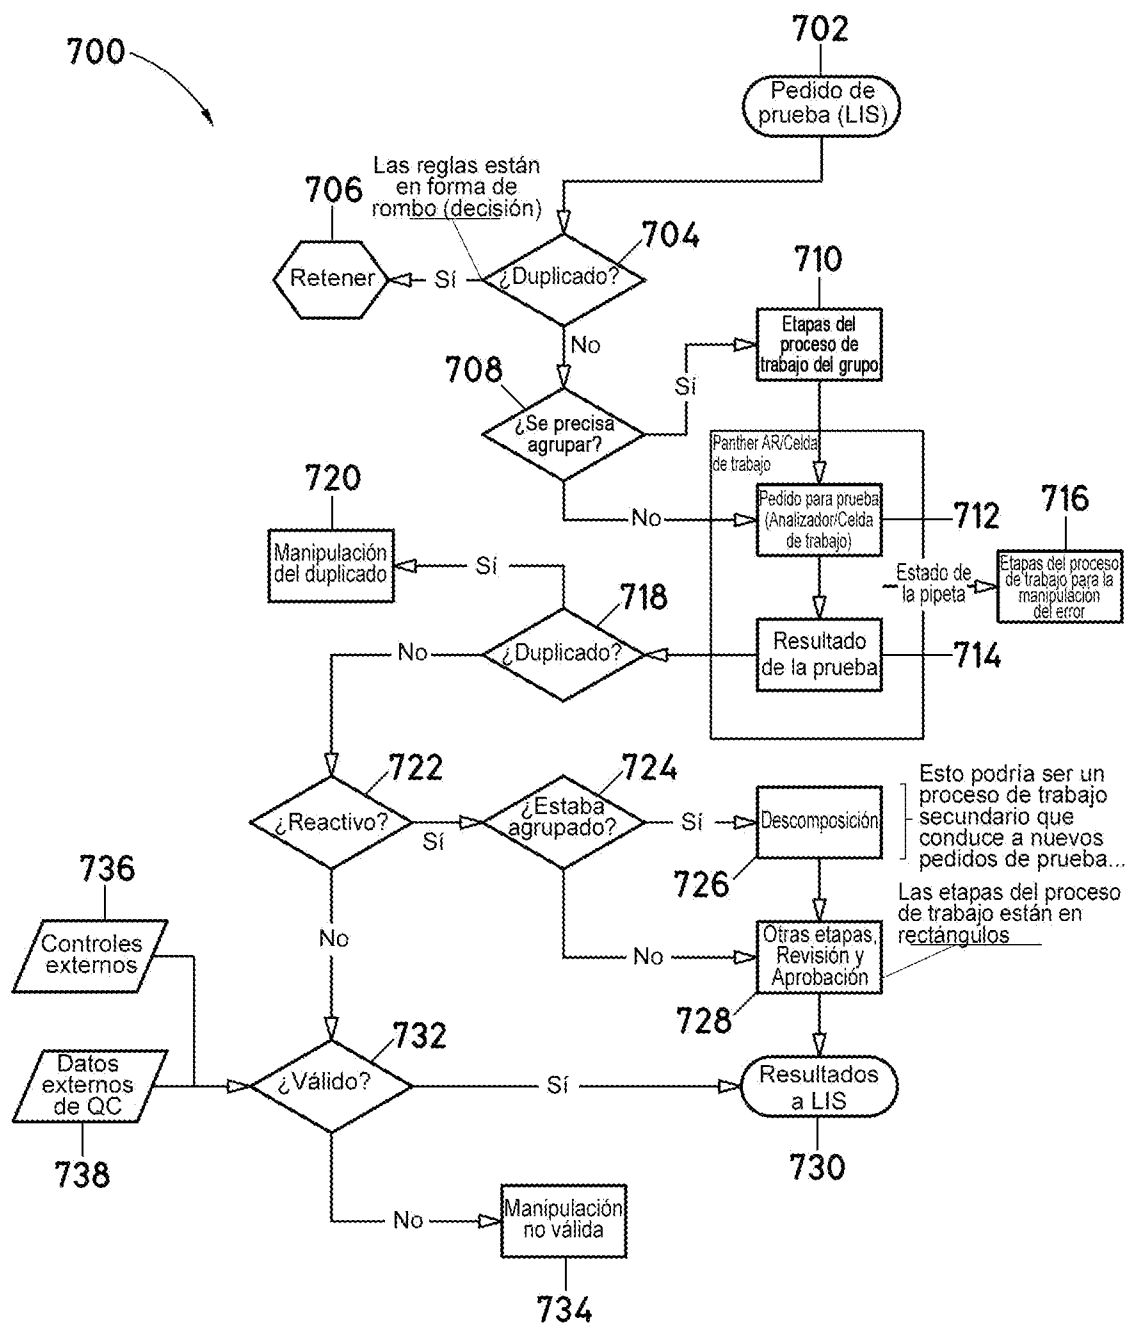 700
702
Pedido de
prueba (LIS)
Las reglas están
en forma de
rombo (decisión)
706
Retener
Sí
704
¿Duplicado?
No
710
Etapas del
proceso de
trabajo del grupo
708
¿Se precisa
agrupar?
Sí
No
Panther AR/Celda
de trabajo
Pedido para prueba
(Analizador/Celda
de trabajo)
712
716
Etapas del proceso
de trabajo para la
manipulación
del error
Estado de
la pipeta
720
Manipulación
del duplicado
Sí
718
¿Duplicado?
No
Resultado
de la prueba
714
722
¿Reactivo?
Sí
No
724
¿Estaba
agrupado?
Sí
No
Descomposición
726
Esto podría ser un
proceso de trabajo
secundario que
conduce a nuevos
pedidos de prueba...
Las etapas del proceso
de trabajo están en
rectángulos
Otras etapas,
Revisión y
Aprobación
728
736
Controles
externos
Datos
externos
de QC
738
732
¿Válido?
Sí
Resultados
a LIS
730
No
Manipulación
no válida
734